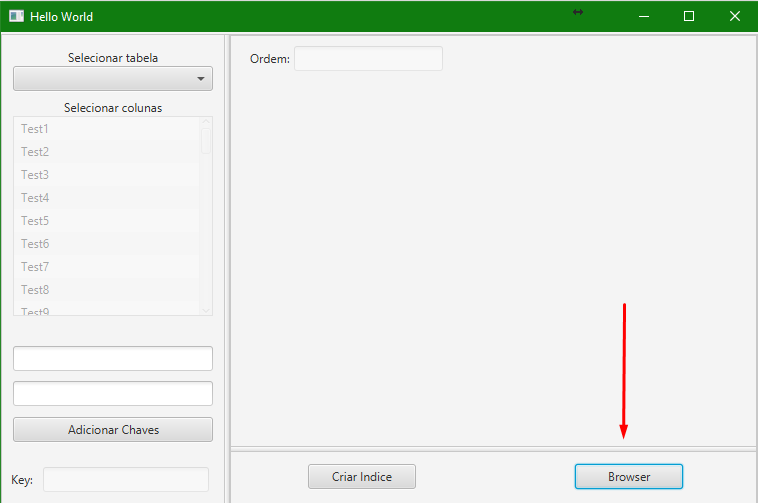 Hello World
Selecionar tabela
Selecionar colunas
Test1
Test2
Test3
Test4
Test5
Test6
Test7
Test8
Test9
Adicionar Chaves
Key:
Ordem:
Criar Indice
Browser